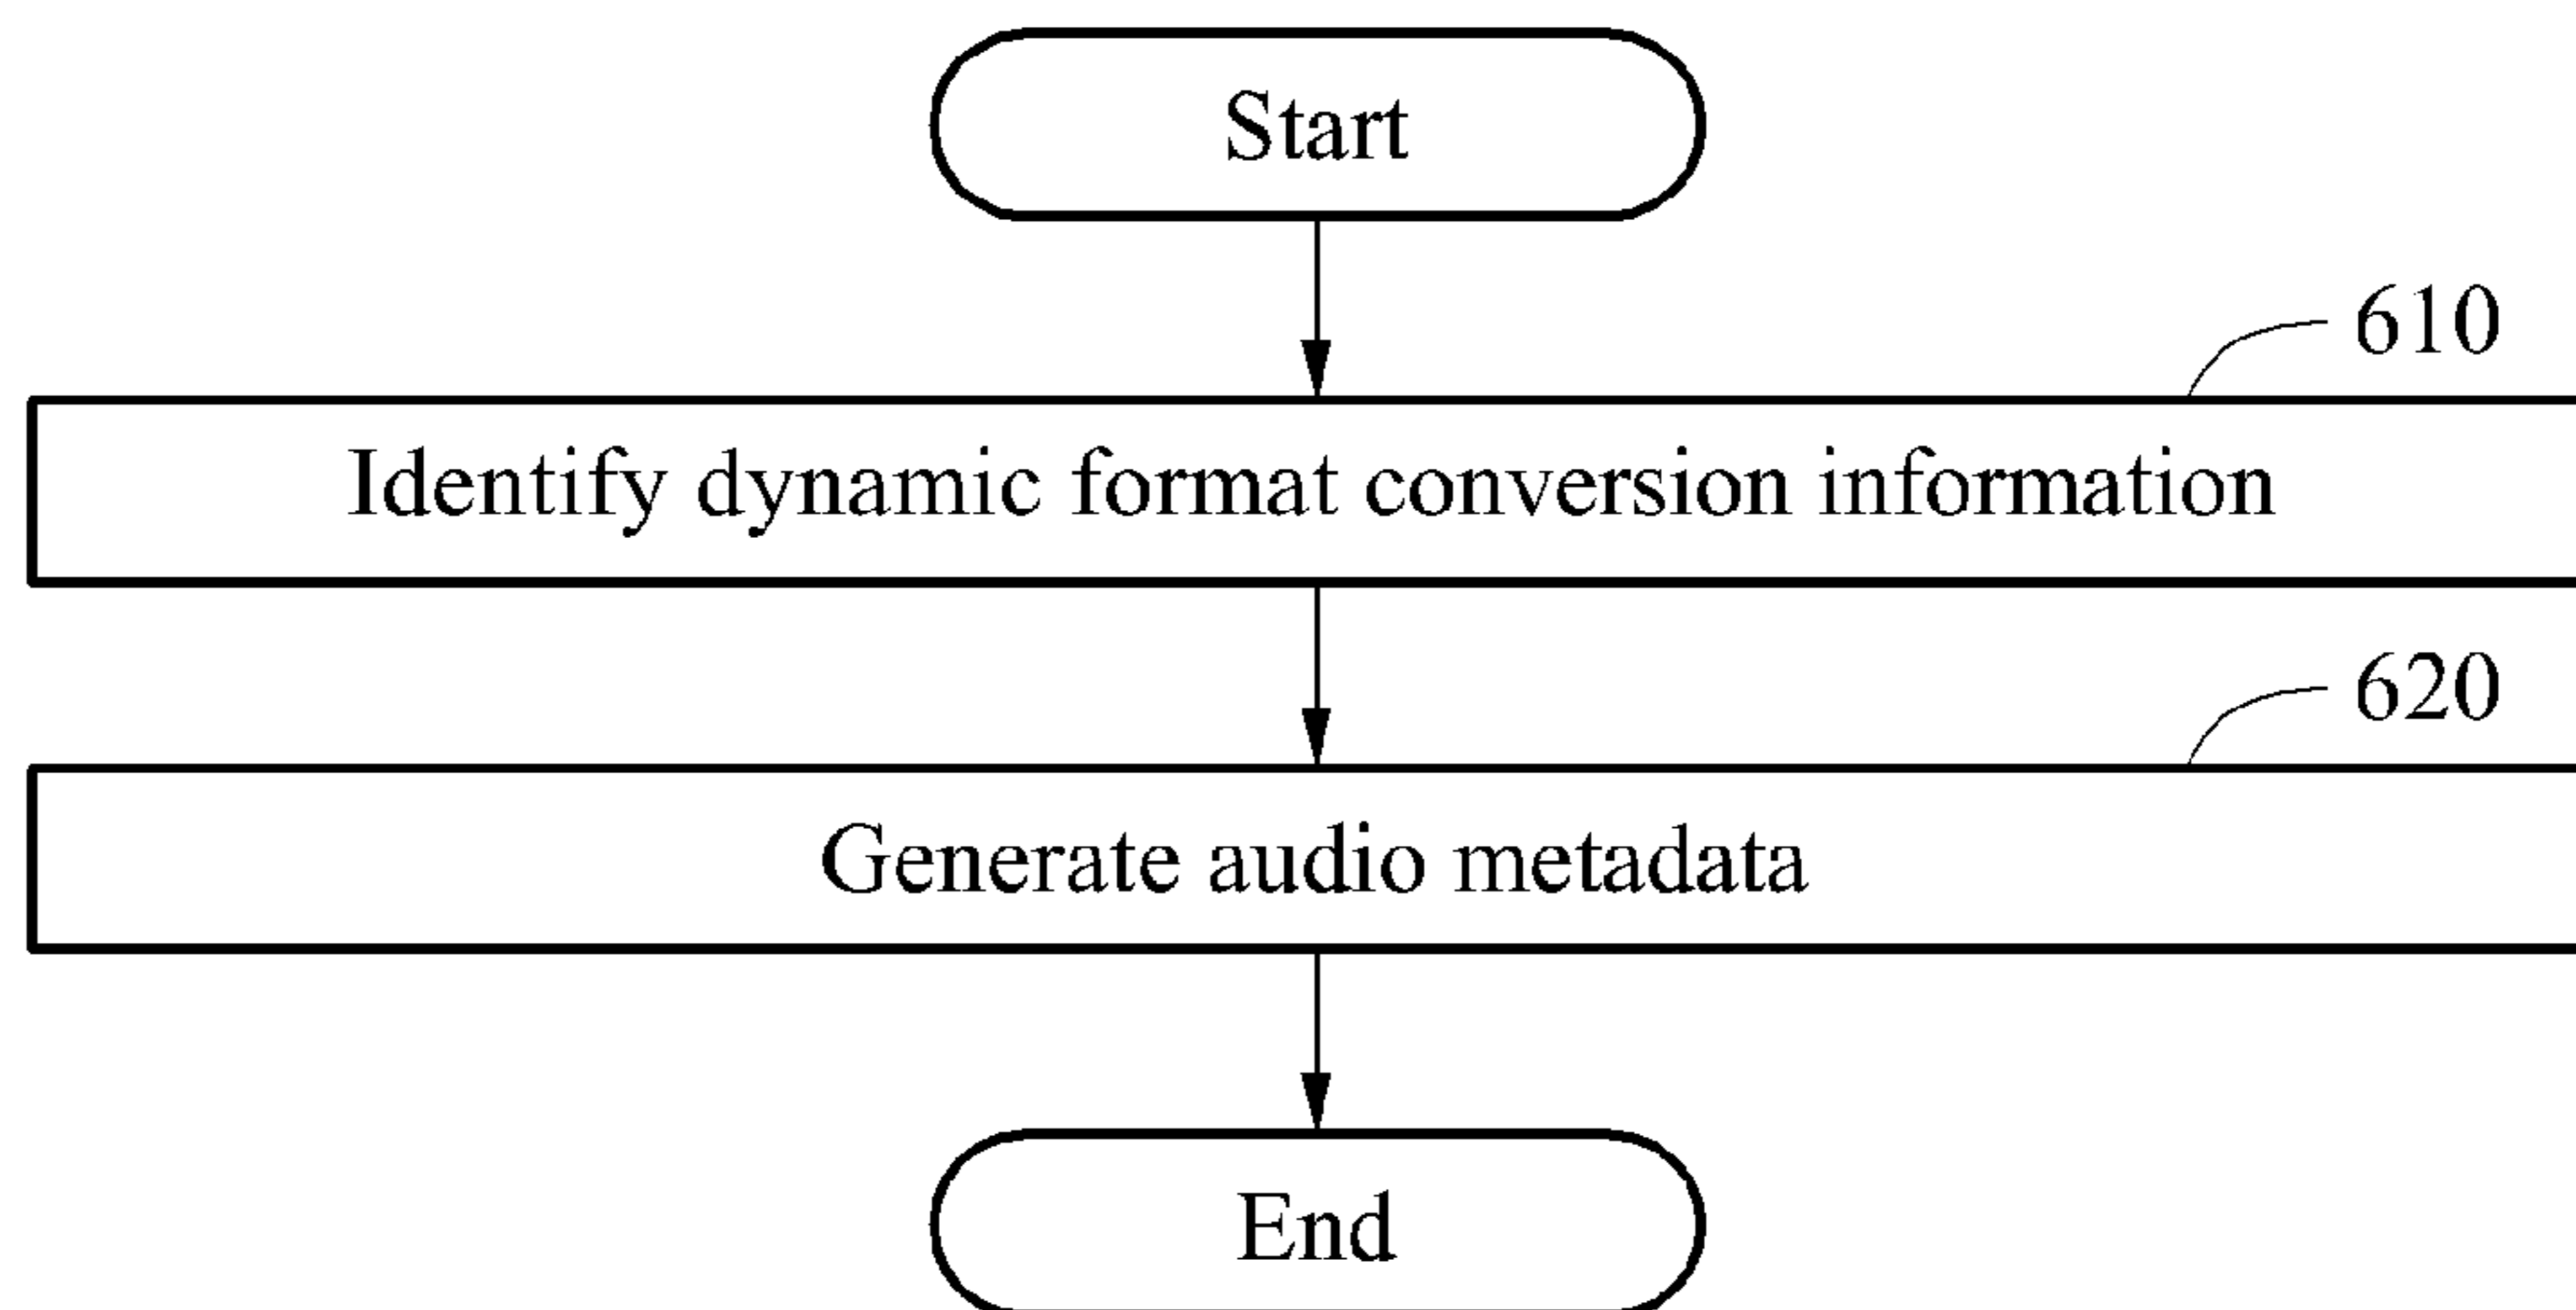 Start
610
Identify dynamic format conversion information
620
Generate audio metadata
End